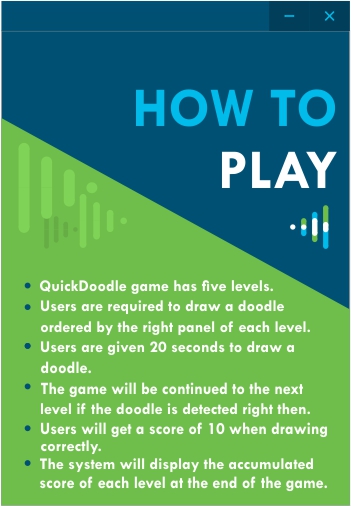 HOW TO
PLAY
• QuickDoodle game has five levels.
• Users are required to draw a doodle
ordered by the right panel of each level.
• Users are given 20 seconds to draw a
doodle.
• The game will be continued to the next
level if the doodle is detected right then.
• Users will get a score of 10 when drawing
correctly.
• The system will display the accumulated
score of each level at the end of the game.